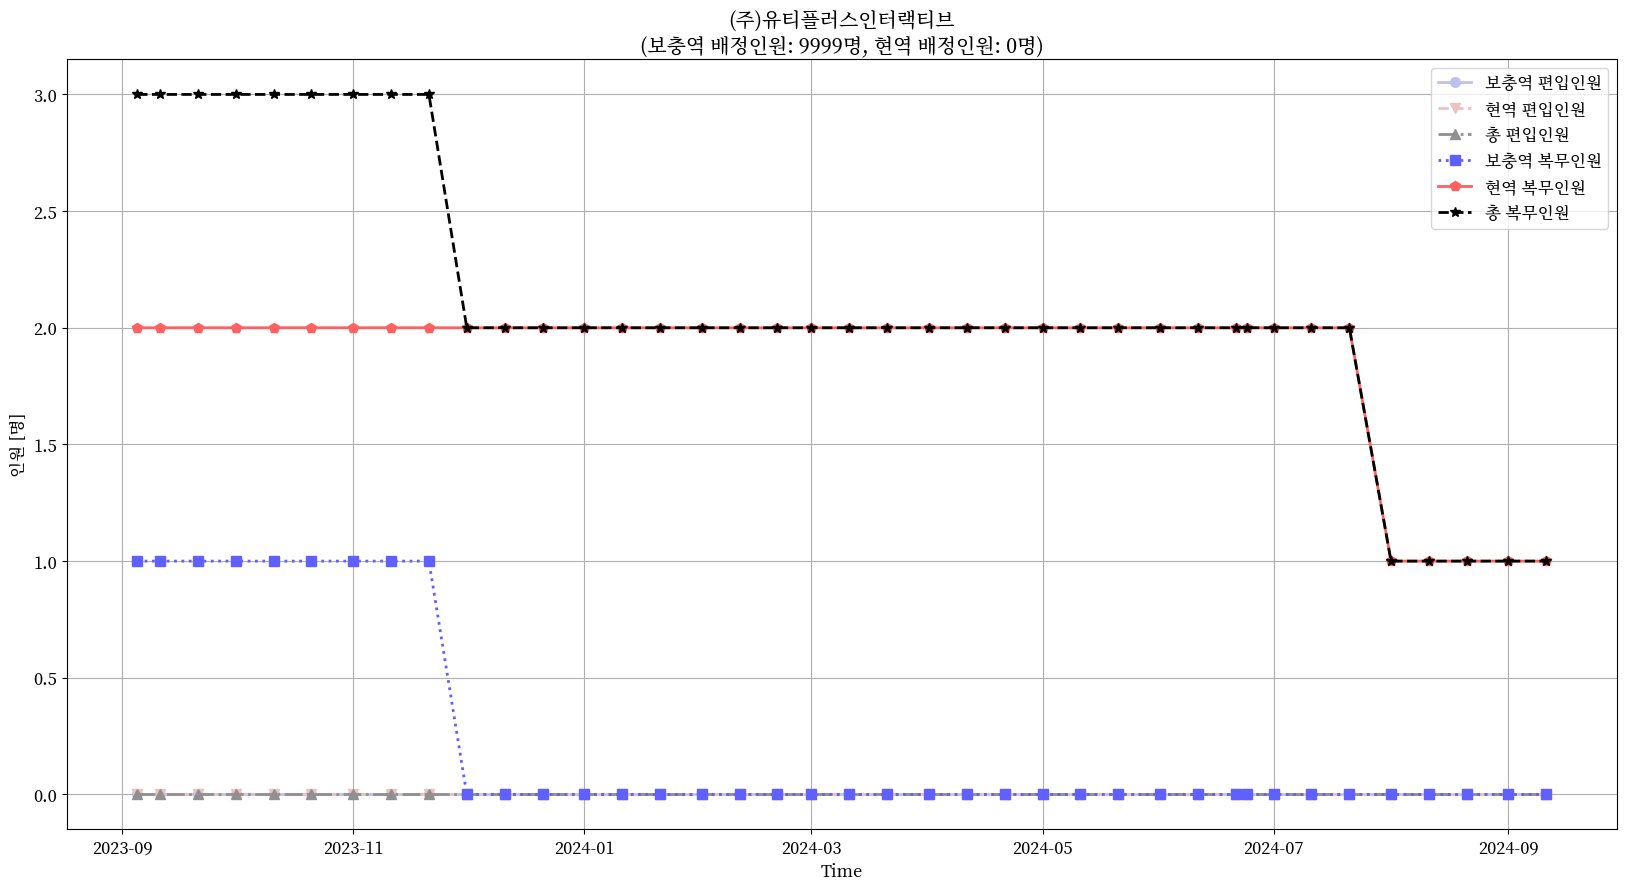 (주)유티플러스인터랙티브
(보충역 배정인원: 9999명, 현역 배정인원: 0명)
보충역 편입인원
현역 편입인원
총 편입인원
보충역 복무인원
현역 복무인원
총 복무인원
인원 [명]
3.0
2.5
2.0
1.5
1.0
0.5
0.0
2023-09
2023-11
2024-01
2024-03
2024-05
2024-07
2024-09
Time